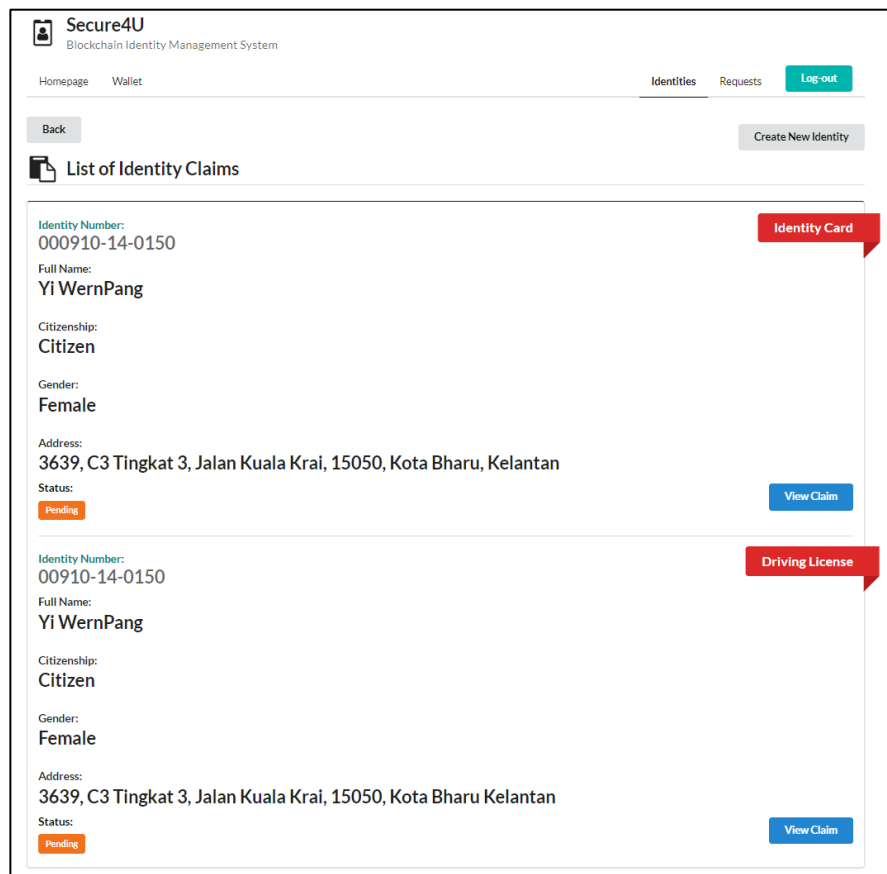 Secure4U
Blockchain Identity Management System
Homepage Wallet Identities Requests Log-out
Back
Create New Identity
List of Identity Claims
Identity Number:
Identity Card
000910-14-0150
Full Name:
Yi WernPang
Citizenship:
Citizen
Gender:
Female
Address:
3639, C3 Tingkat 3, Jalan Kuala Krai, 15050, Kota Bharu, Kelantan
Status:
View Claim
Pending
Identity Number:
Driving License
00910-14-0150
Full Name:
Yi WernPang
Citizenship:
Citizen
Gender:
Female
Address:
3639, C3 Tingkat 3, Jalan Kuala Krai, 15050, Kota Bharu Kelantan
Status:
View Claim
Pending